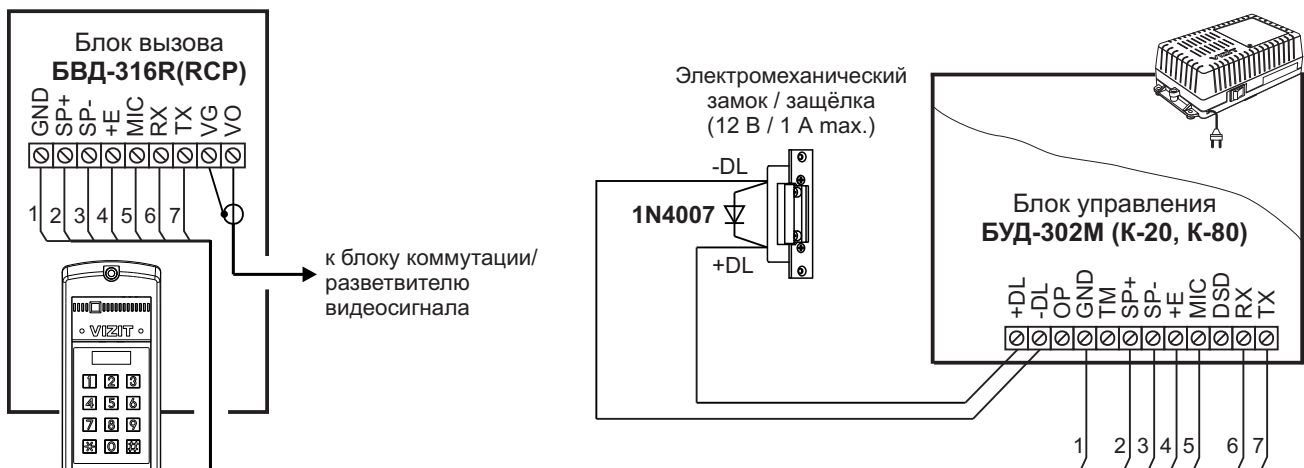 Блок вызова
БВД-316R(RCP)
GND SP+ SP- +E MIC RX TX VG VO
1 2 3 4 5 6 7
к блоку коммутации/
разветвителю
видеосигнала
VIZIT
1 2 3
4 5 6
7 8 9
* 0 #
Электромеханический
замок / защёлка
(12 В / 1 А max.)
-DL
1N4007
+DL
VIZIT
Блок управления
БУД-302М (К-20, К-80)
+DL -DL OP GND TM SP+ SP- +E MIC DSD RX TX
1 2 3 4 5 6 7